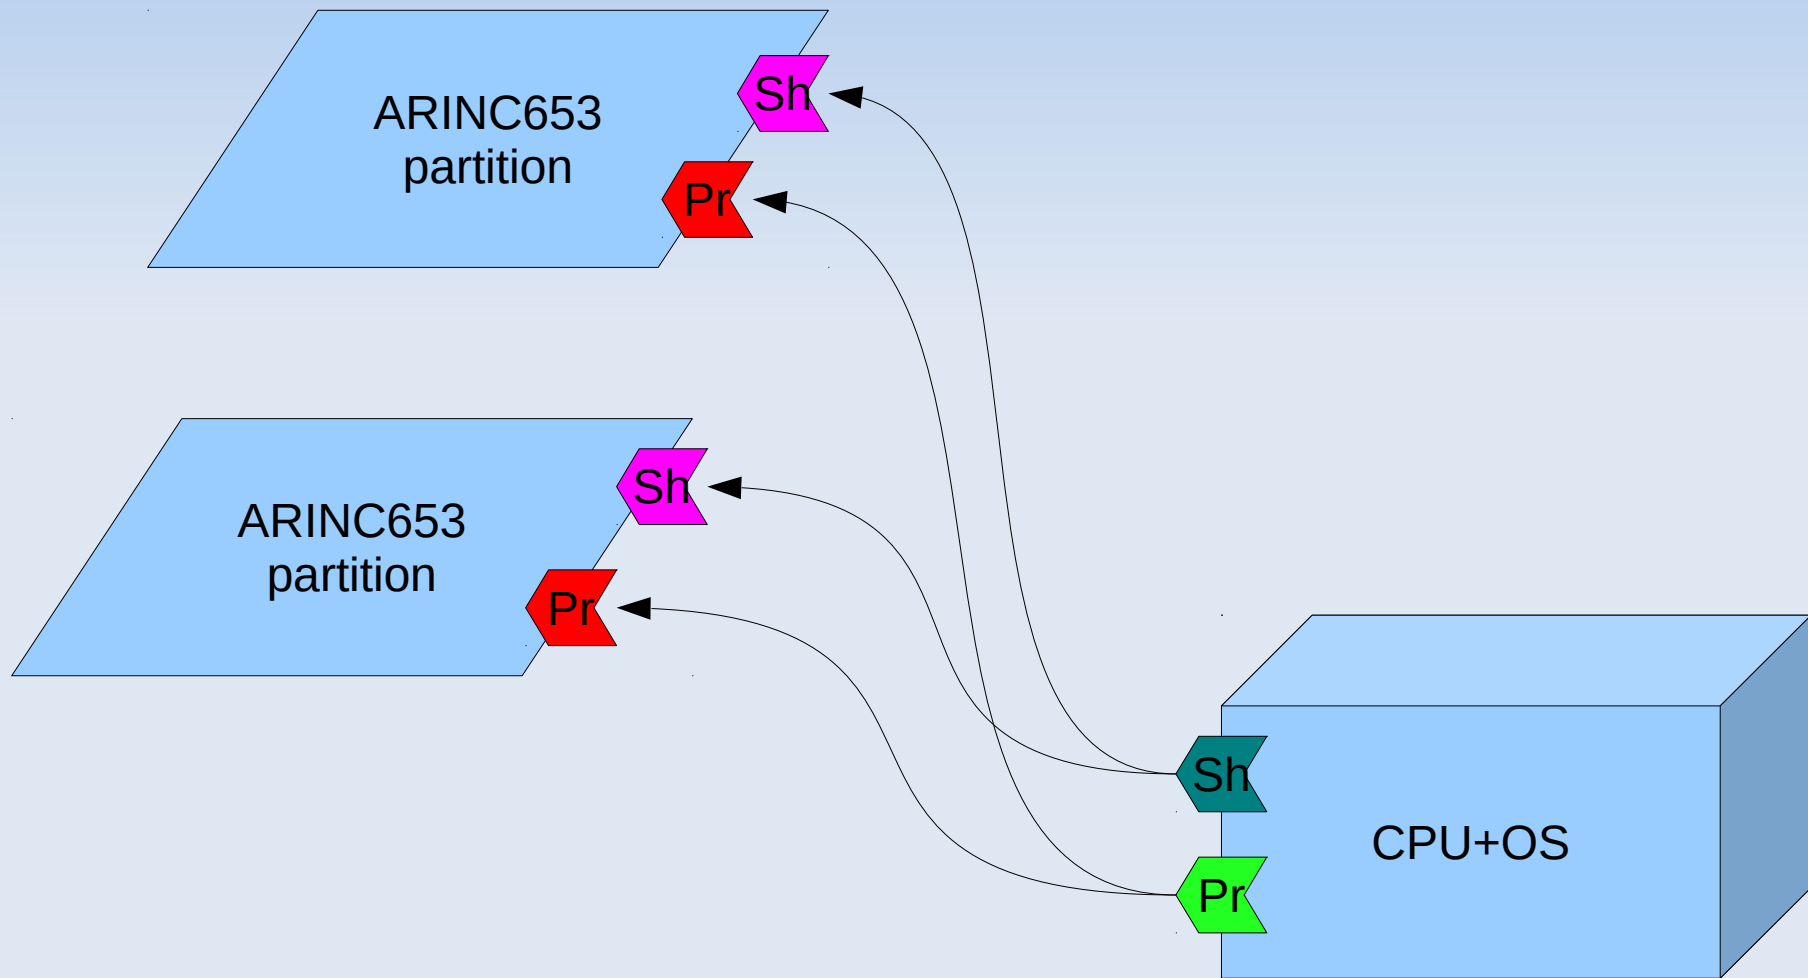 Sh
ARINC653
partition
Pr
Sh
ARINC653
partition
Pr
Sh
CPU+OS
Pr